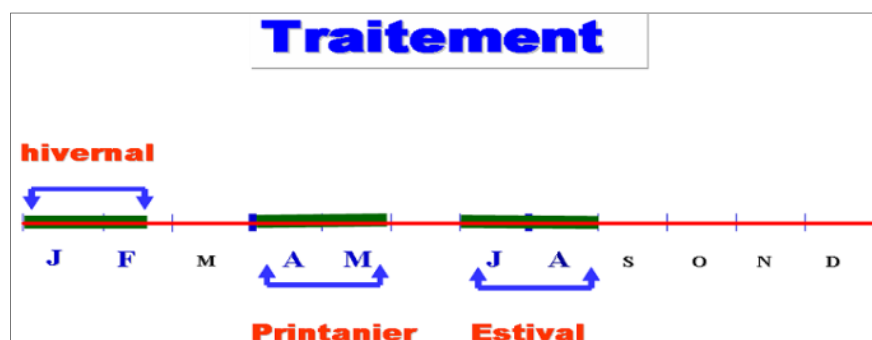 Traitement
hivernal
J F M A M J A S O N D
Printanier Estival